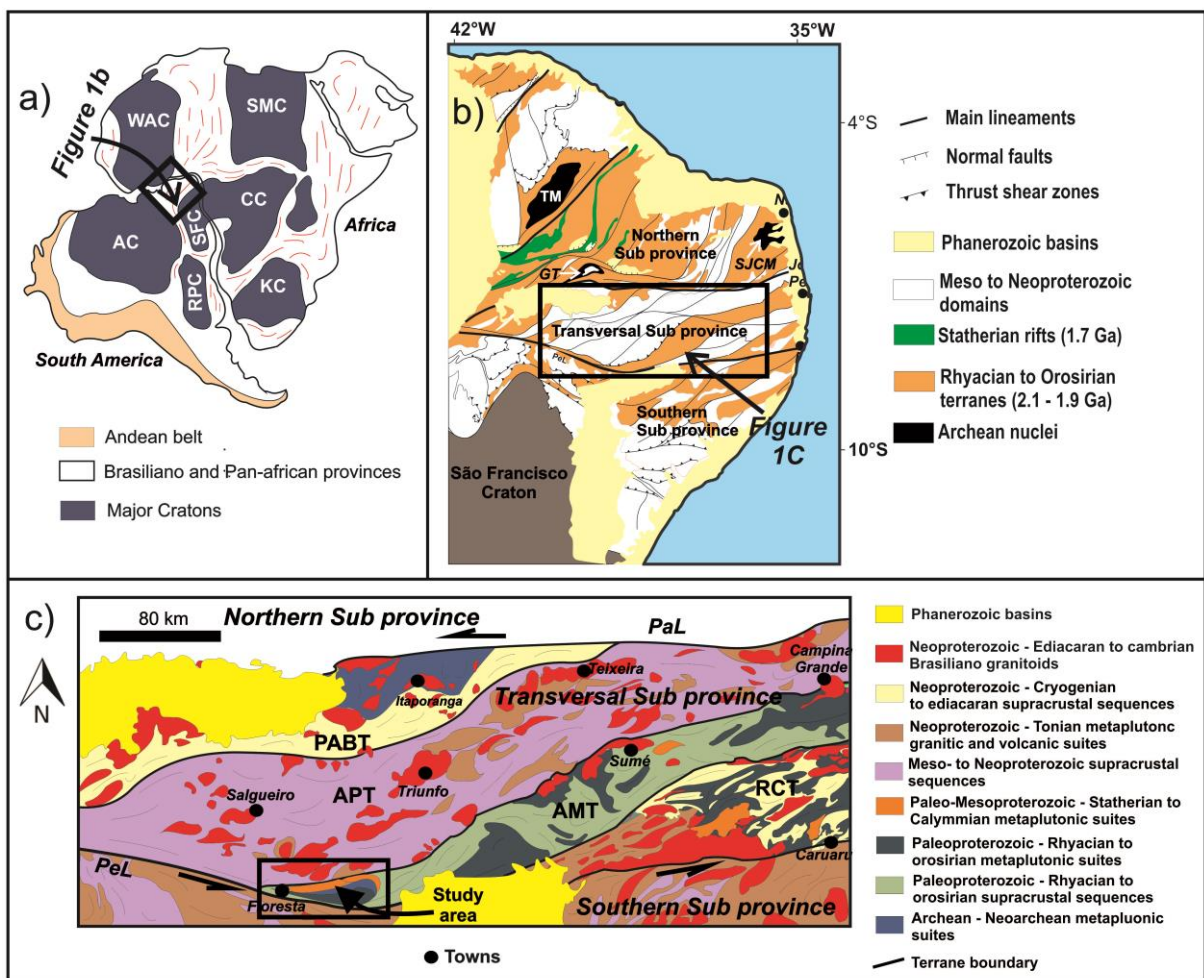 a)
Figure 1b
WAC
SMC
CC
AC
SFC
RPC
KC
Africa
South America
Andean belt
Brasiliano and Pan-african provinces
Major Cratons
42°W
35°W
b)
4°S
10°S
TM
N
Northern
Sub province
GT
SJCM
Je
Pe
Transversal Sub province
PeL
Southern
Sub province
Figure
1C
São Francisco
Craton
Main lineaments
Normal faults
Thrust shear zones
Phanerozoic basins
Meso to Neoproterozoic
domains
Statherian rifts (1.7 Ga)
Rhyacian to Orosirian
terranes (2.1 - 1.9 Ga)
Archean nuclei
c)
80 km
N
Northern Sub province
PaL
Campina
Grande
Teixeira
Itaporanga
Transversal Sub province
PABT
Sumé
RCT
Salgueiro
APT
Triunfo
AMT
Caruaru
PeL
Floresta
Study
area
Southern Sub province
Towns
Phanerozoic basins
Neoproterozoic - Ediacaran to cambrian
Brasiliano granitoids
Neoproterozoic - Cryogenian
to ediacaran supracrustal sequences
Neoproterozoic - Tonian metaplutonc
granitic and volcanic suites
Meso- to Neoproterozoic supracrustal
sequences
Paleo-Mesoproterozoic - Statherian to
Calymmian metaplutonic suites
Paleoproterozoic - Rhyacian to
orosirian metaplutonic suites
Paleoproterozoic - Rhyacian to
orosirian supracrustal sequences
Archean - Neoarchean metapluonic
suites
Terrane boundary